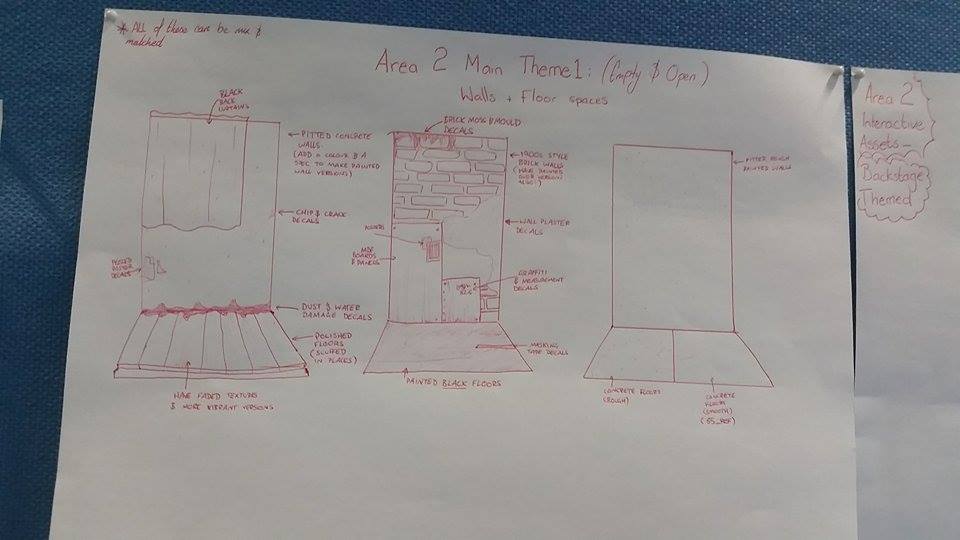 * ALL of these can be mix &
matched
Area 2 Main Theme 1: (Empty & Open)
Walls + Floor spaces
BLACK
BACK
CURTAINS
PITTED CONCRETE
WALLS.
(ADD A COLOUR & A
SPEC TO MAKE PAINTED
WALL VERSIONS)
CHIP & CRACK
DECALS
POSTER
DECALS
DUST & WATER
DAMAGE DECALS
POLISHED
FLOORS
(SCUFFED
IN PLACES)
HAVE FADED TEXTURES
& MORE VIBRANT VERSIONS
BRICK MOSS & MOULD
DECALS
1900S STYLE
BRICK WALLS
(HAVE PAINTED
OVER VERSIONS
ALSO)
WALL PLASTER
DECALS
POSTERS
MDF
BOARDS
& PANELS
GRAFFITI
& MEASUREMENT
DECALS
MASKING
TAPE DECALS
PAINTED BLACK FLOORS
PAINTED WALLS
CONCRETE FLOORS
(ROUGH)
CONCRETE
FLOORS
(SMOOTH)
Area 2
Interactive
Assets -
Backstage
Themed